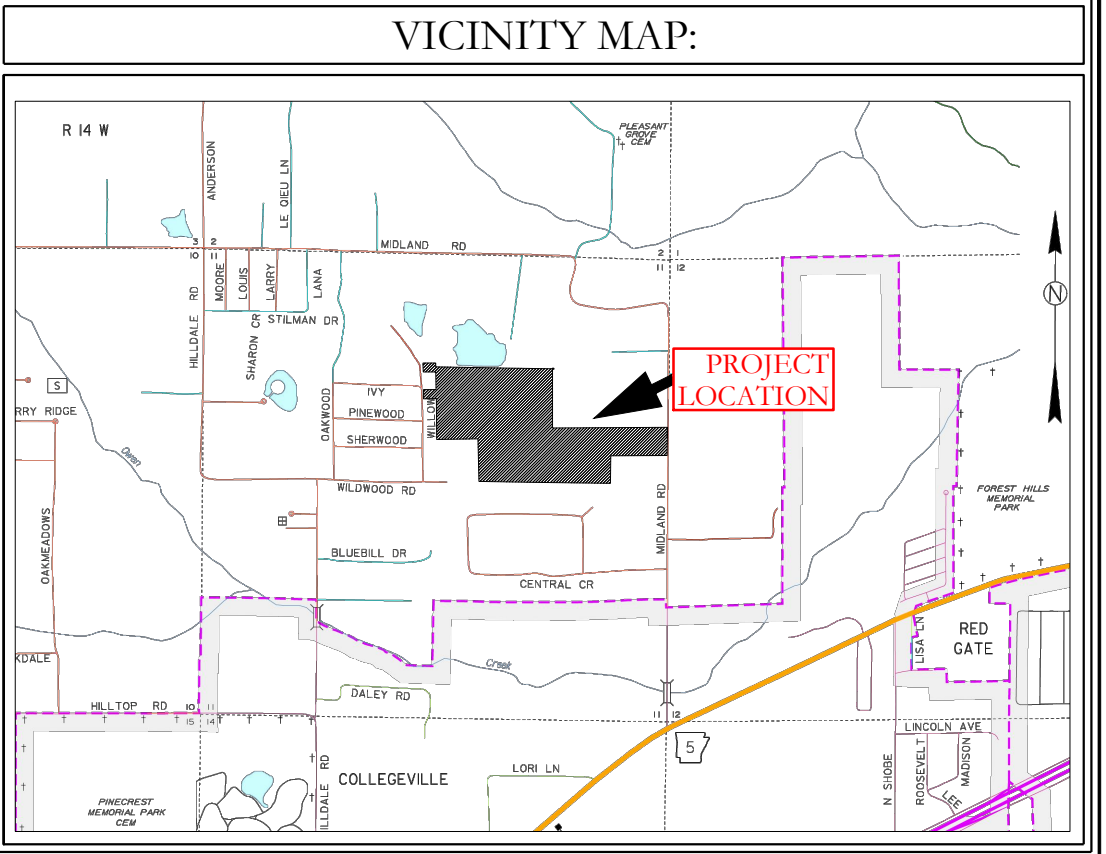 VICINITY MAP:
R 14 W
PLEASANT
GROVE
CEM
ANDERSON
LE QIEU LN
3 2
10 11
MIDLAND RD
2 1
11 12
HILLDALE RD
MOORE
LOUIS
LARRY
LANA
STILMAN DR
SHARON CR
N
PROJECT
LOCATION
S
RRY RIDGE
OAKWOOD
IVY
PINEWOOD
SHERWOOD
WILLOW
WILDWOOD RD
Owen
OAKMEADOWS
MIDLAND RD
FOREST HILLS
MEMORIAL
PARK
BLUEBILL DR
CENTRAL CR
LISA LN
RED
GATE
KDALE
Creek
DALEY RD
HILLTOP RD
10 11
15 14
11 12
5
LINCOLN AVE
COLLEGEVILLE
LORI LN
ILLDALE RD
N SHOBE
ROOSEVELT
MADISON
LEE
PINECREST
MEMORIAL PARK
CEM